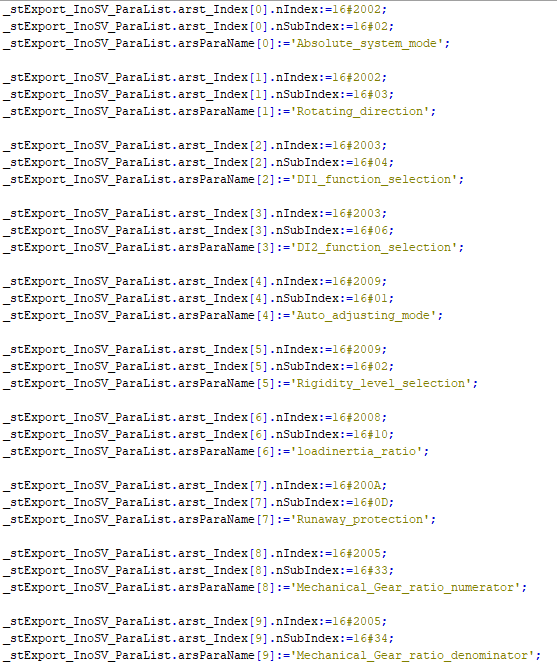 _stExport_InoSV_ParaList.arst_Index[0].nIndex:=16#2002;
_stExport_InoSV_ParaList.arst_Index[0].nSubIndex:=16#02;
_stExport_InoSV_ParaList.arsParaName[0]:='Absolute_system_mode';
_stExport_InoSV_ParaList.arst_Index[1].nIndex:=16#2002;
_stExport_InoSV_ParaList.arst_Index[1].nSubIndex:=16#03;
_stExport_InoSV_ParaList.arsParaName[1]:='Rotating_direction';
_stExport_InoSV_ParaList.arst_Index[2].nIndex:=16#2003;
_stExport_InoSV_ParaList.arst_Index[2].nSubIndex:=16#04;
_stExport_InoSV_ParaList.arsParaName[2]:='DI1_function_selection';
_stExport_InoSV_ParaList.arst_Index[3].nIndex:=16#2003;
_stExport_InoSV_ParaList.arst_Index[3].nSubIndex:=16#06;
_stExport_InoSV_ParaList.arsParaName[3]:='DI2_function_selection';
_stExport_InoSV_ParaList.arst_Index[4].nIndex:=16#2009;
_stExport_InoSV_ParaList.arst_Index[4].nSubIndex:=16#01;
_stExport_InoSV_ParaList.arsParaName[4]:='Auto_adjusting_mode';
_stExport_InoSV_ParaList.arst_Index[5].nIndex:=16#2009;
_stExport_InoSV_ParaList.arst_Index[5].nSubIndex:=16#02;
_stExport_InoSV_ParaList.arsParaName[5]:='Rigidity_level_selection';
_stExport_InoSV_ParaList.arst_Index[6].nIndex:=16#2008;
_stExport_InoSV_ParaList.arst_Index[6].nSubIndex:=16#10;
_stExport_InoSV_ParaList.arsParaName[6]:='loadinertia_ratio';
_stExport_InoSV_ParaList.arst_Index[7].nIndex:=16#200A;
_stExport_InoSV_ParaList.arst_Index[7].nSubIndex:=16#0D;
_stExport_InoSV_ParaList.arsParaName[7]:='Runaway_protection';
_stExport_InoSV_ParaList.arst_Index[8].nIndex:=16#2005;
_stExport_InoSV_ParaList.arst_Index[8].nSubIndex:=16#33;
_stExport_InoSV_ParaList.arsParaName[8]:='Mechanical_Gear_ratio_numerator';
_stExport_InoSV_ParaList.arst_Index[9].nIndex:=16#2005;
_stExport_InoSV_ParaList.arst_Index[9].nSubIndex:=16#34;
_stExport_InoSV_ParaList.arsParaName[9]:='Mechanical_Gear_ratio_denominator';